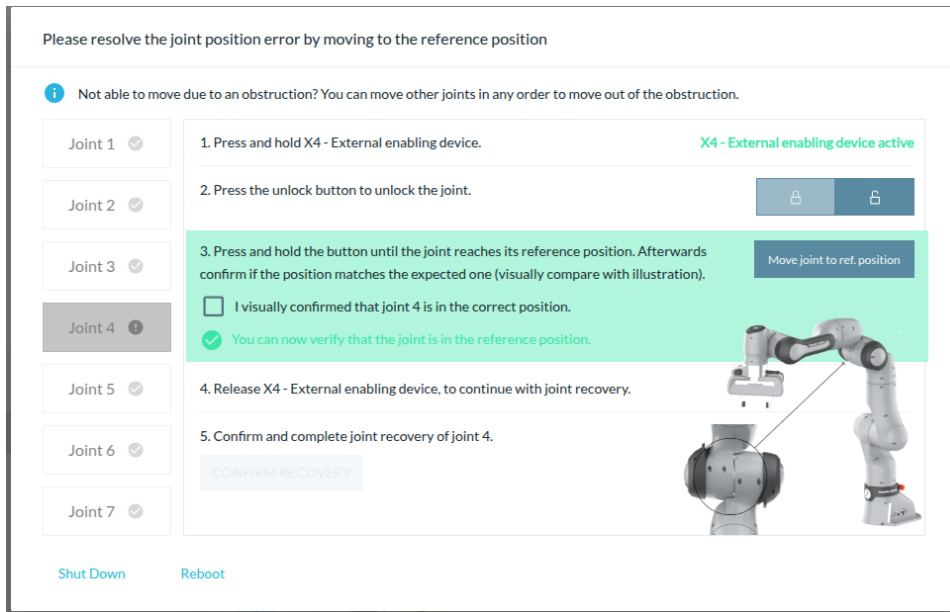 Please resolve the joint position error by moving to the reference position
Not able to move due to an obstruction? You can move other joints in any order to move out of the obstruction.
Joint 1
Joint 2
Joint 3
Joint 4
Joint 5
Joint 6
Joint 7
1. Press and hold X4 - External enabling device.
X4 - External enabling device active
2. Press the unlock button to unlock the joint.
3. Press and hold the button until the joint reaches its reference position. Afterwards
confirm if the position matches the expected one (visually compare with illustration).
Move joint to ref. position
I visually confirmed that joint 4 is in the correct position.
You can now verify that the joint is in the reference position.
4. Release X4 - External enabling device, to continue with joint recovery.
5. Confirm and complete joint recovery of joint 4.
CONFIRM RECOVERY
Shut Down
Reboot